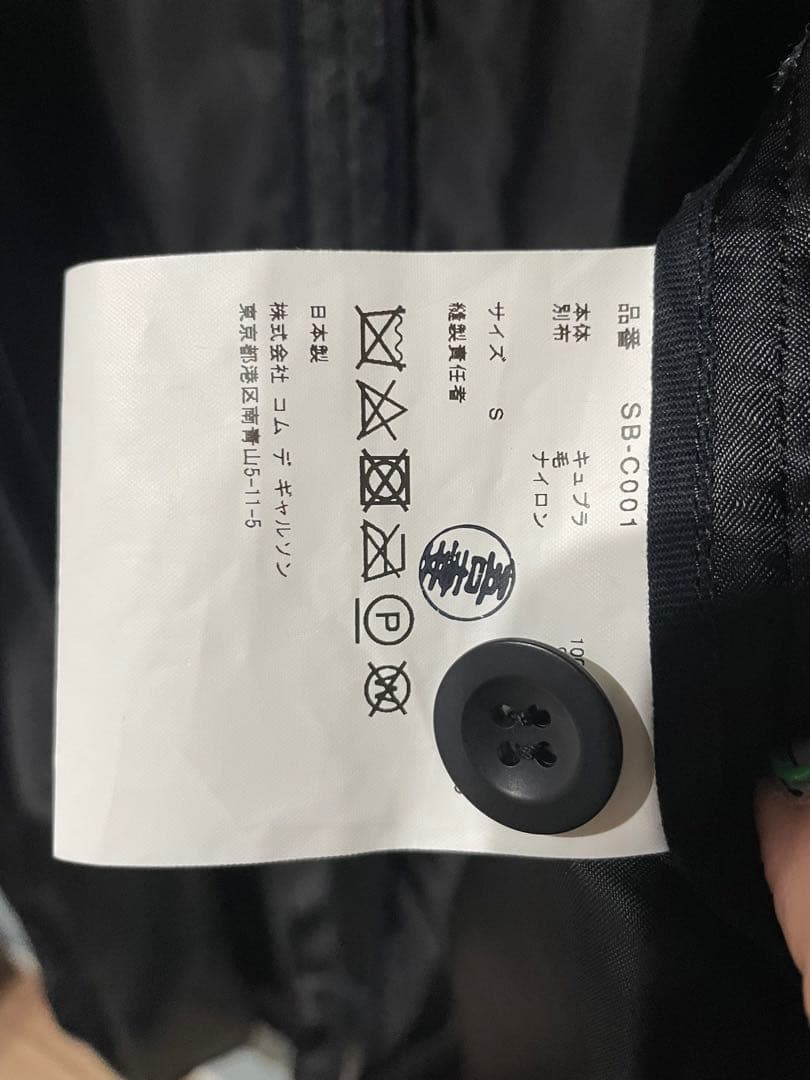 品番 SB-C001
本体 キュプラ 100
別布 毛
ナイロン
サイズ S
縫製責任者
P
W
日本製
株式会社 コム デ ギャルソン
東京都港区南青山5-11-5